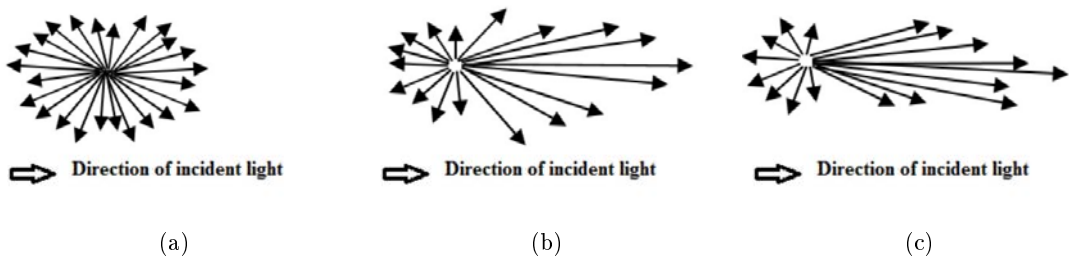 Direction of incident light
Direction of incident light
Direction of incident light
(a)
(b)
(c)